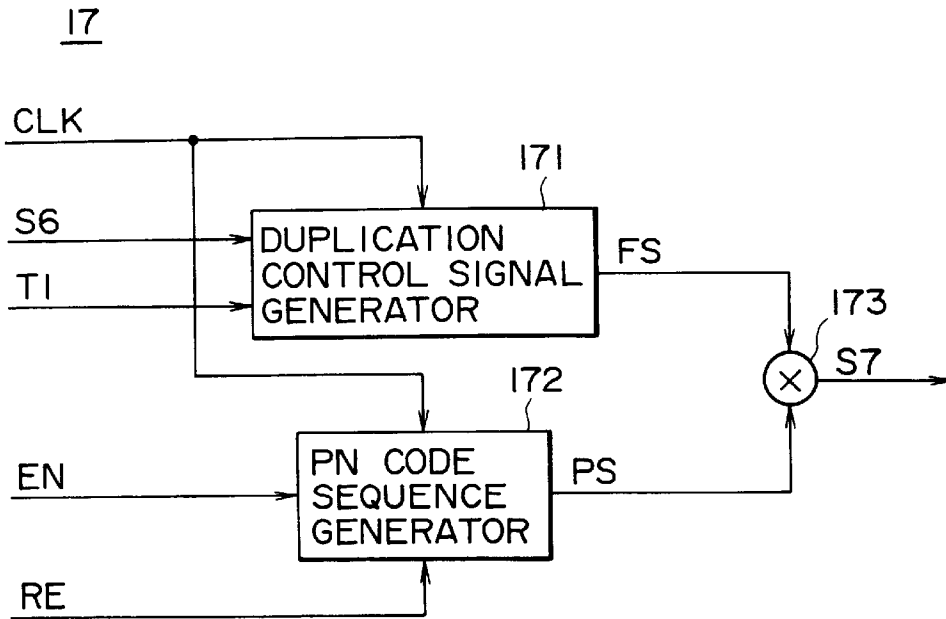 17
CLK
171
S6
DUPLICATION
CONTROL SIGNAL
GENERATOR
FS
T1
173
S7
172
EN
PN CODE
SEQUENCE
GENERATOR
PS
RE